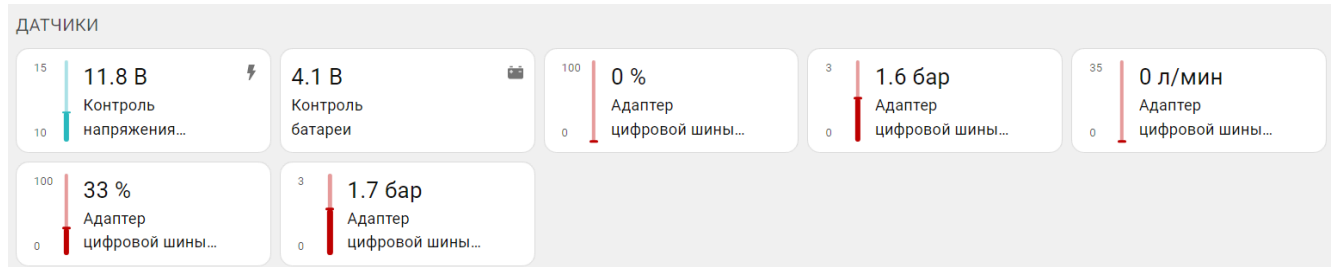 ДАТЧИКИ
15
11.8 В
Контроль
напряжения...
10
4.1 В
Контроль
батареи
100
0 %
Адаптер
цифровой шины...
0
3
1.6 бар
Адаптер
цифровой шины...
0
35
0 л/мин
Адаптер
цифровой шины...
0
100
33 %
Адаптер
цифровой шины...
0
3
1.7 бар
Адаптер
цифровой шины...
0